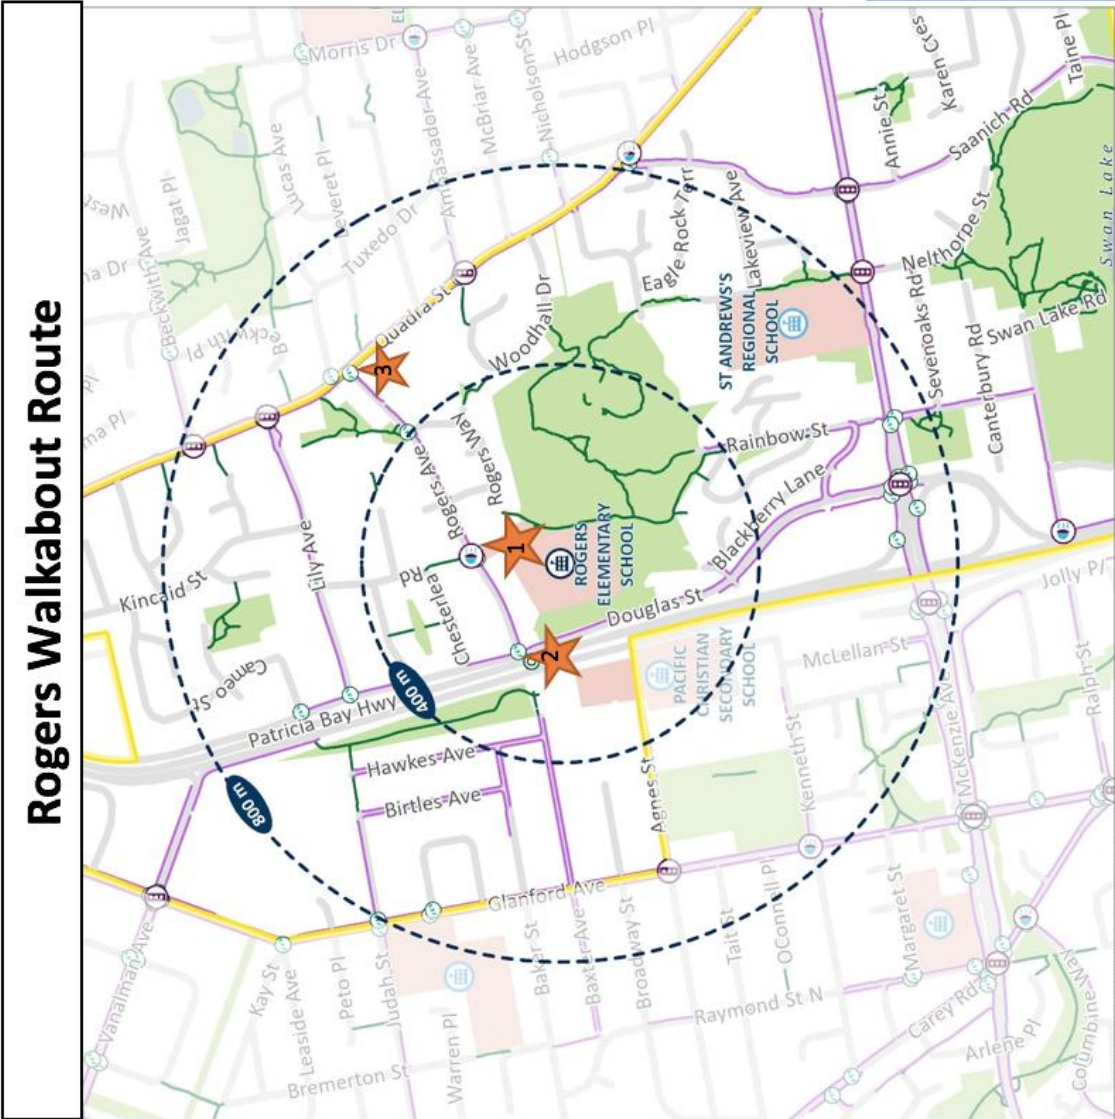 Rogers Walkabout Route
Morris Dr
Hodgson Pl
Nicholson St
McBriar Ave
Ambassador Ave
Lucas Ave
Leveret Pl
Tuxedo Dr
Jagat Pl
Beckwith Ave
Beckwith Pl
Quadra St
Woodhall Dr
Rogers Way
Rogers Ave
Lily Ave
Kincaid St
Cameo St
Chesterlea Rd
Patricia Bay Hwy
Hawkes Ave
Birtles Ave
400 m
800 m
1
2
3
ROGERS
ELEMENTARY
SCHOOL
ST ANDREWS'S
REGIONAL
SCHOOL
PACIFIC
CHRISTIAN
SECONDARY
SCHOOL
Eagle Rock Terr
Lakeview Ave
Annie St
Karen Cres
Taine Pl
Saanich Rd
Nelthorpe St
Swan Lake
Swan Lake Rd
Sevenoaks Rd
Canterbury Rd
Rainbow St
Blackberry Lane
Douglas St
McLellan St
Jolly Pl
Ralph St
McKenzie Ave
Kenneth St
Agnes St
Glanford Ave
Vanalman Ave
Kay St
Leaside Ave
Peto Pl
Judah St
Bremerton St
Warren Pl
Baker St
Baxter Ave
Broadway St
Tait St
OConnell Pl
Raymond St N
Margaret St
Carey Rd
Arlene Pl
Columbine Way